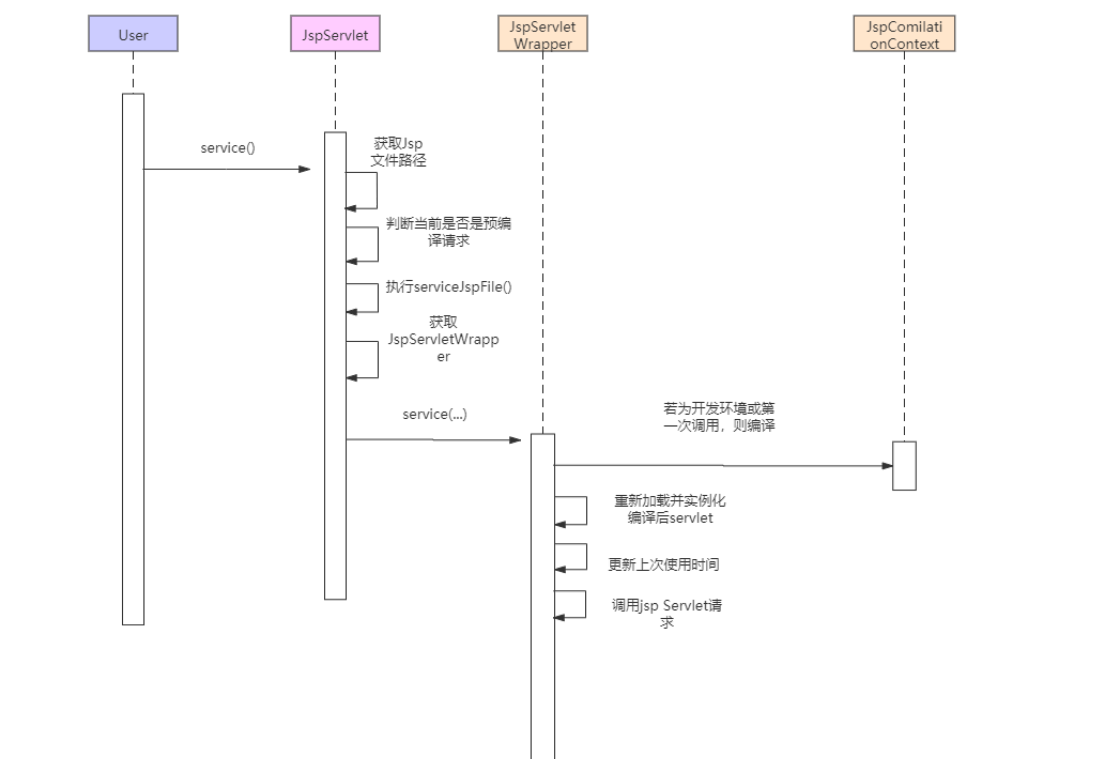 User
JspServlet
JspServlet
Wrapper
JspComilati
onContext
service()
获取Jsp
文件路径
判断当前是否是预编
译请求
执行serviceJspFile()
获取
JspServletWrapp
er
service(...)
若为开发环境或第
一次调用，则编译
重新加载并实例化
编译后servlet
更新上次使用时间
调用jsp Servlet请
求